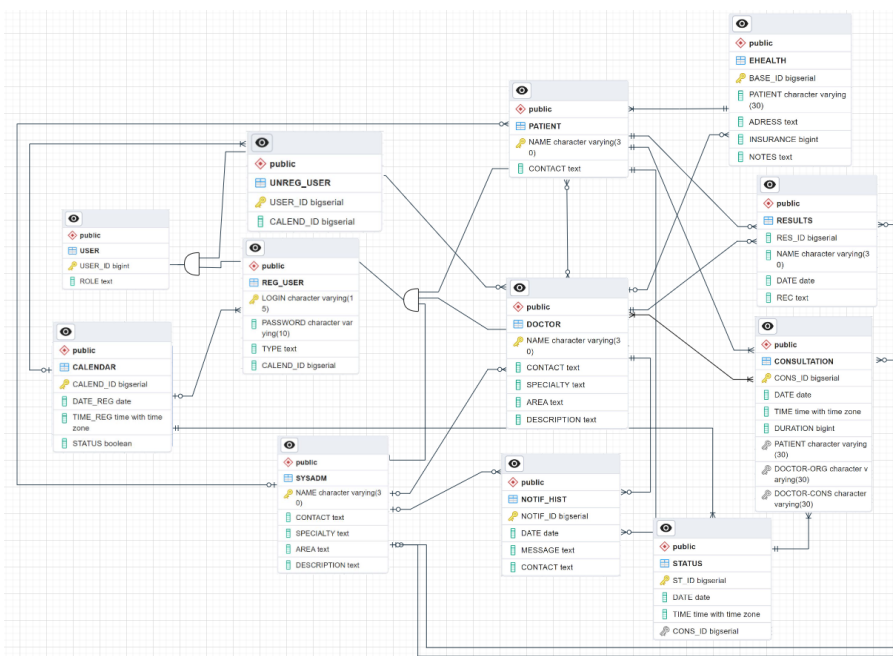 public
EHEALTH
BASE_ID bigserial
PATIENT character varying
(30)
ADRESS text
INSURANCE bigint
NOTES text
public
PATIENT
NAME character varying(3
0)
CONTACT text
public
UNREG_USER
USER_ID bigserial
CALEND_ID bigserial
public
RESULTS
RES_ID bigserial
NAME character varying(3
0)
DATE date
REC text
public
USER
USER_ID bigint
ROLE text
public
REG_USER
LOGIN character varying(1
5)
PASSWORD character var
ying(10)
TYPE text
CALEND_ID bigserial
public
DOCTOR
NAME character varying(3
0)
CONTACT text
SPECIALTY text
AREA text
DESCRIPTION text
public
CALENDAR
CALEND_ID bigserial
DATE_REG date
TIME_REG time with time
zone
STATUS boolean
public
CONSULTATION
CONS_ID bigserial
DATE date
TIME time with time zone
DURATION bigint
PATIENT character varying
(30)
DOCTOR-ORG character v
arying(30)
DOCTOR-CONS character
varying(30)
public
SYSADM
NAME character varying(3
0)
CONTACT text
SPECIALTY text
AREA text
DESCRIPTION text
public
NOTIF_HIST
NOTIF_ID bigserial
DATE date
MESSAGE text
CONTACT text
public
STATUS
ST_ID bigserial
DATE date
TIME time with time zone
CONS_ID bigserial